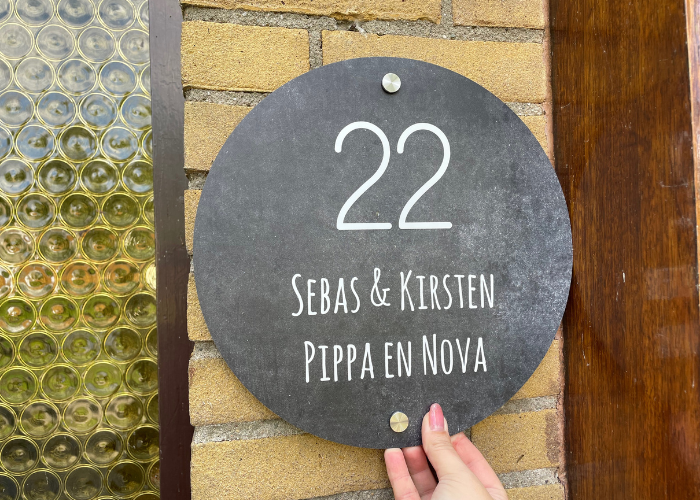 22
Sebas & Kirsten
Pippa en Nova